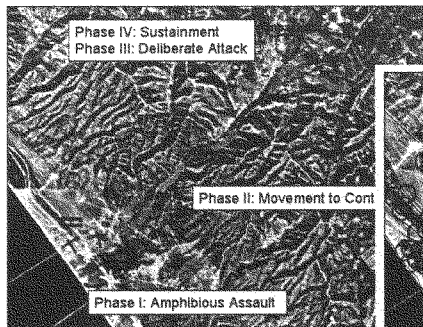 Phase IV: Sustainment
Phase III: Deliberate Attack
Phase II: Movement to Cont
Phase I: Amphibious Assault